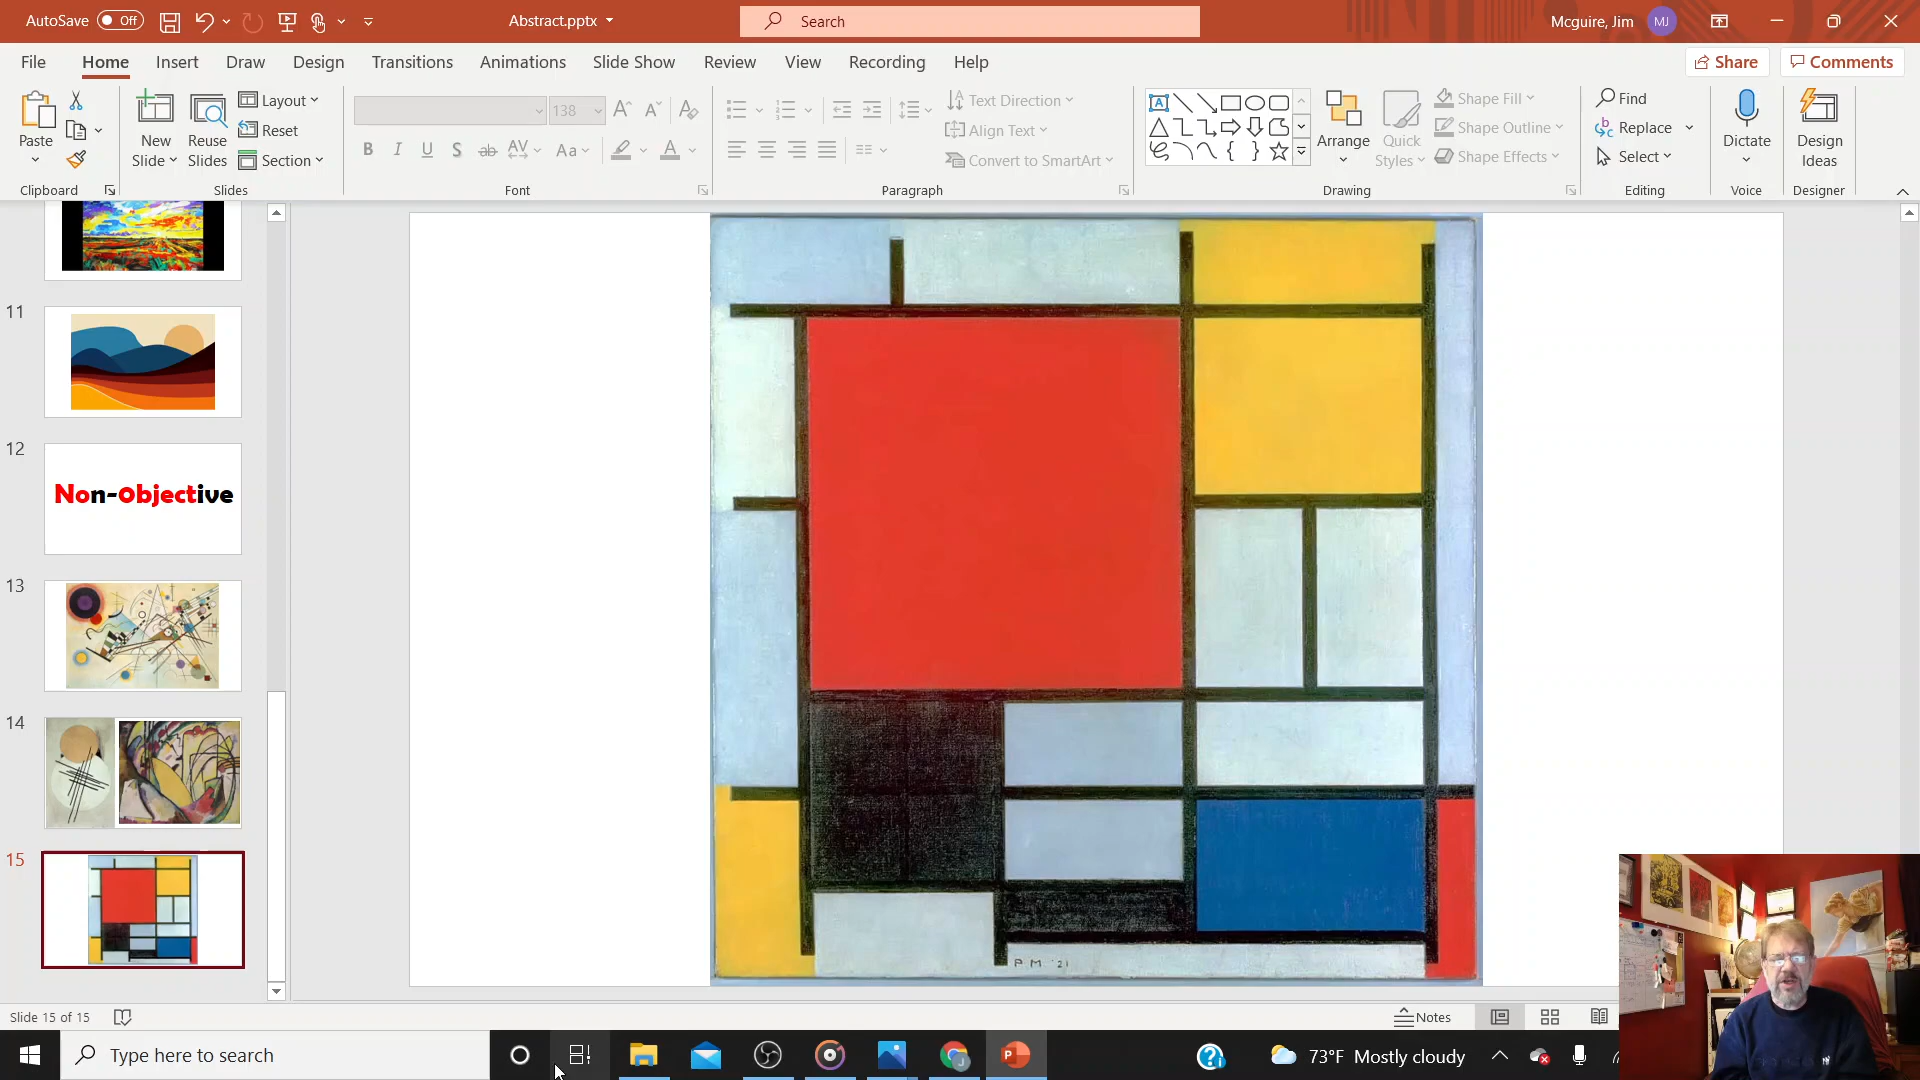 AutoSave Off Abstract.pptx Search Mcguire, Jim MJ
File Home Insert Draw Design Transitions Animations Slide Show Review View Recording Help Share Comments
Paste
New Slide
Reuse Slides
Layout
Reset
Section
138
B I U S ab AV Aa A
Text Direction
Align Text
Convert to SmartArt
Arrange
Quick Styles
Shape Fill
Shape Outline
Shape Effects
Find
Replace
Select
Dictate
Design Ideas
Clipboard Slides Font Paragraph Drawing Editing Voice Designer
11
12
Non-Objective
13
14
15
P M '21
Slide 15 of 15 Notes
Type here to search 73°F Mostly cloudy